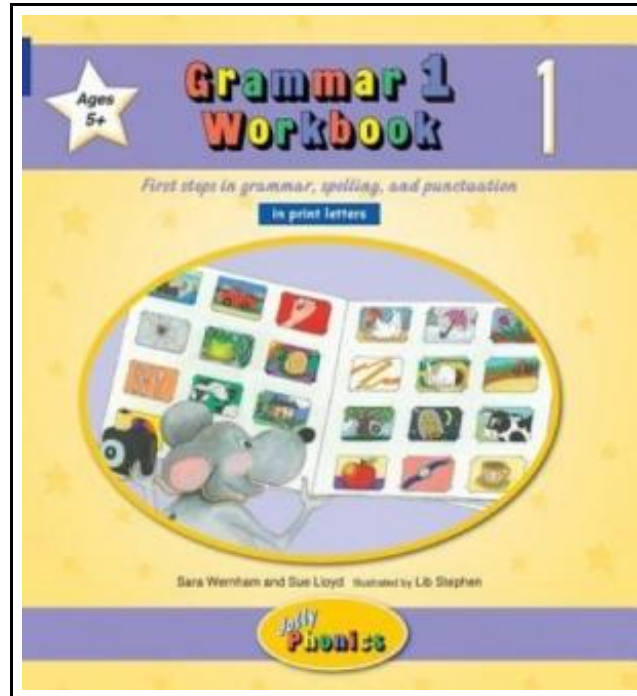 Ages
5+
Grammar 1
Workbook
1
First steps in grammar, spelling, and punctuation
in print letters
Sara Wernham and Sue Lloyd Illustrated by Lib Stephen
Jolly
Phonics